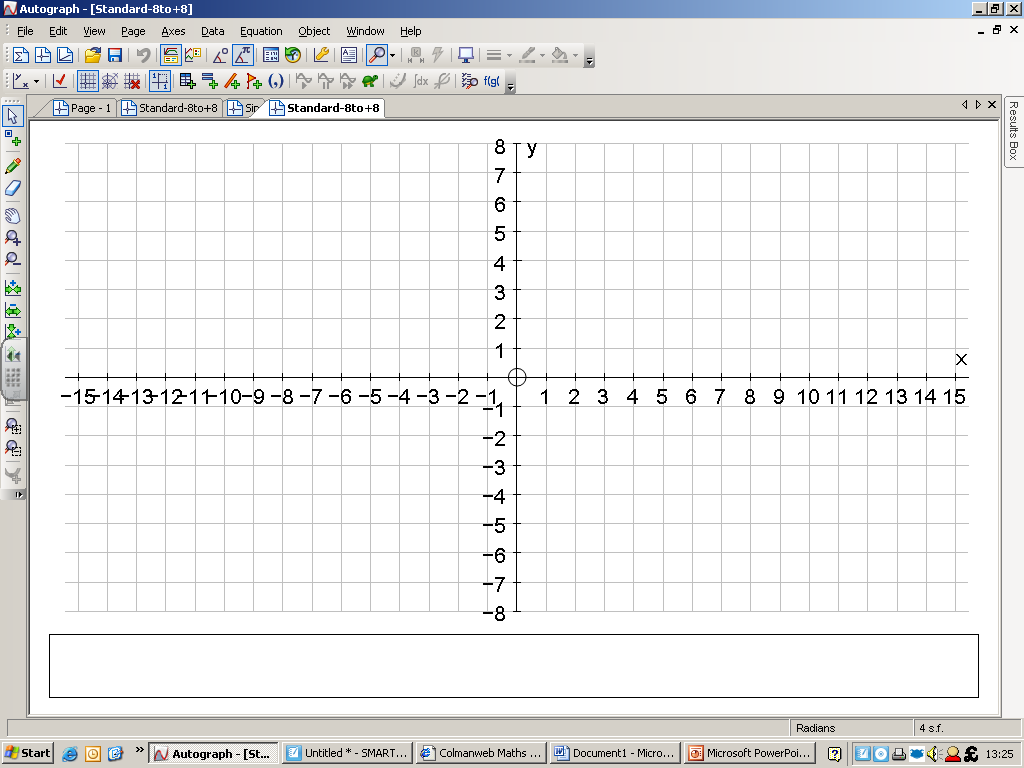 Autograph - [Standard-8to+8]
File Edit View Page Axes Data Equation Object Window Help
Page - 1 Standard-8to+8 Sir Standard-8to+8
Results Box
y
8
7
6
5
4
3
2
1
x
−15 −14 −13 −12 −11 −10 −9 −8 −7 −6 −5 −4 −3 −2 −1 1 2 3 4 5 6 7 8 9 10 11 12 13 14 15
−1
−2
−3
−4
−5
−6
−7
−8
Radians 4 s.f.
Start Autograph - [St... Untitled * - SMART... Colmanweb Maths ... Document1 - Micro... Microsoft PowerPoi... 13:25